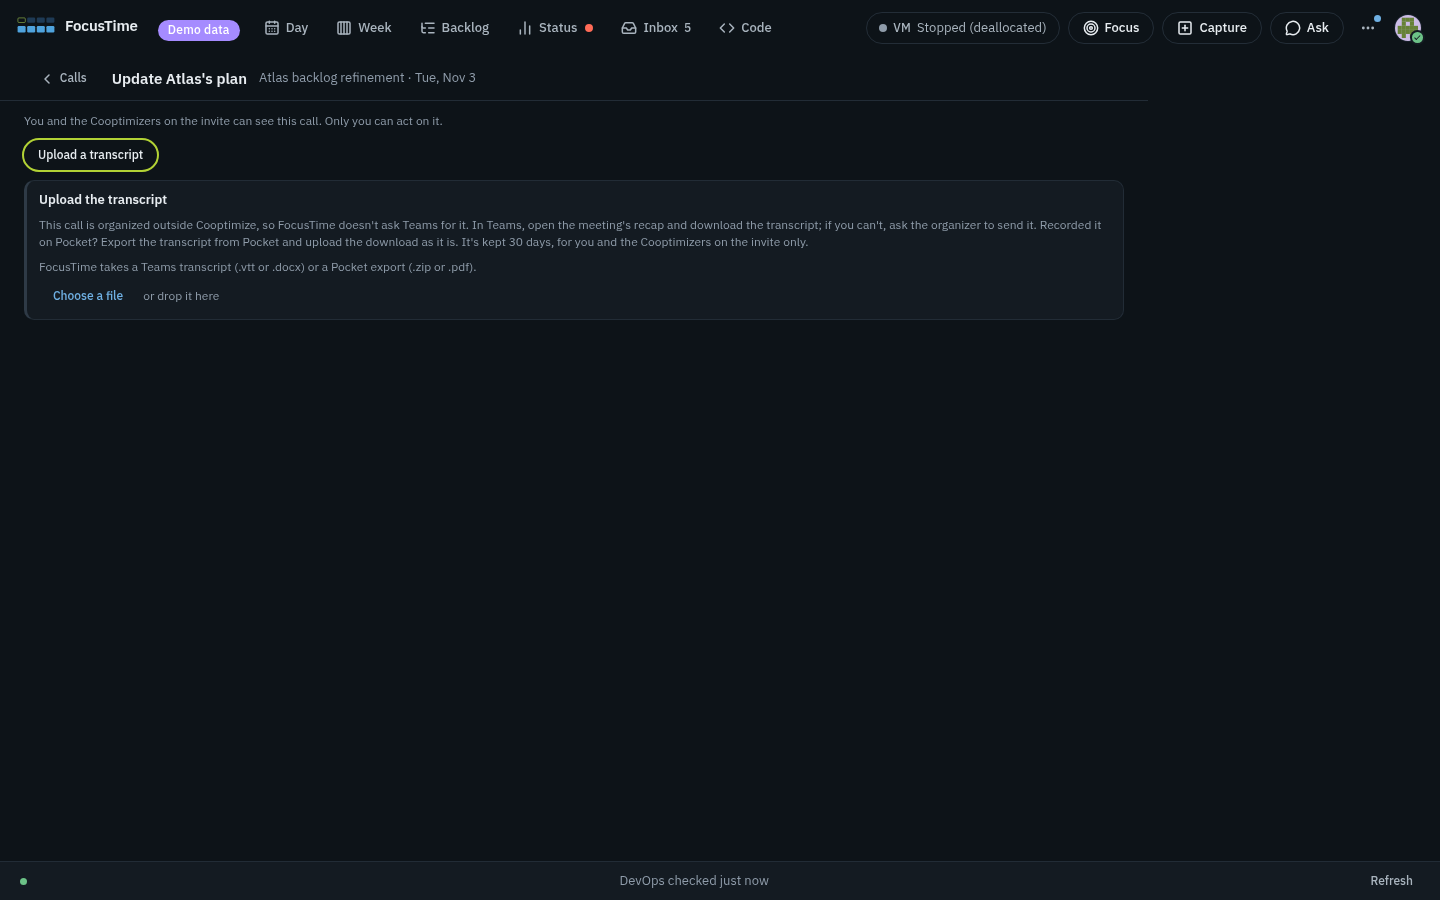 FocusTime
Demo data
Day
Week
Backlog
Status
Inbox 5
Code
VM Stopped (deallocated)
Focus
Capture
Ask
Calls
Update Atlas's plan
Atlas backlog refinement · Tue, Nov 3
You and the Cooptimizers on the invite can see this call. Only you can act on it.
Upload a transcript
Upload the transcript
This call is organized outside Cooptimize, so FocusTime doesn't ask Teams for it. In Teams, open the meeting's recap and download the transcript; if you can't, ask the organizer to send it. Recorded it
on Pocket? Export the transcript from Pocket and upload the download as it is. It's kept 30 days, for you and the Cooptimizers on the invite only.
FocusTime takes a Teams transcript (.vtt or .docx) or a Pocket export (.zip or .pdf).
Choose a file
or drop it here
DevOps checked just now
Refresh